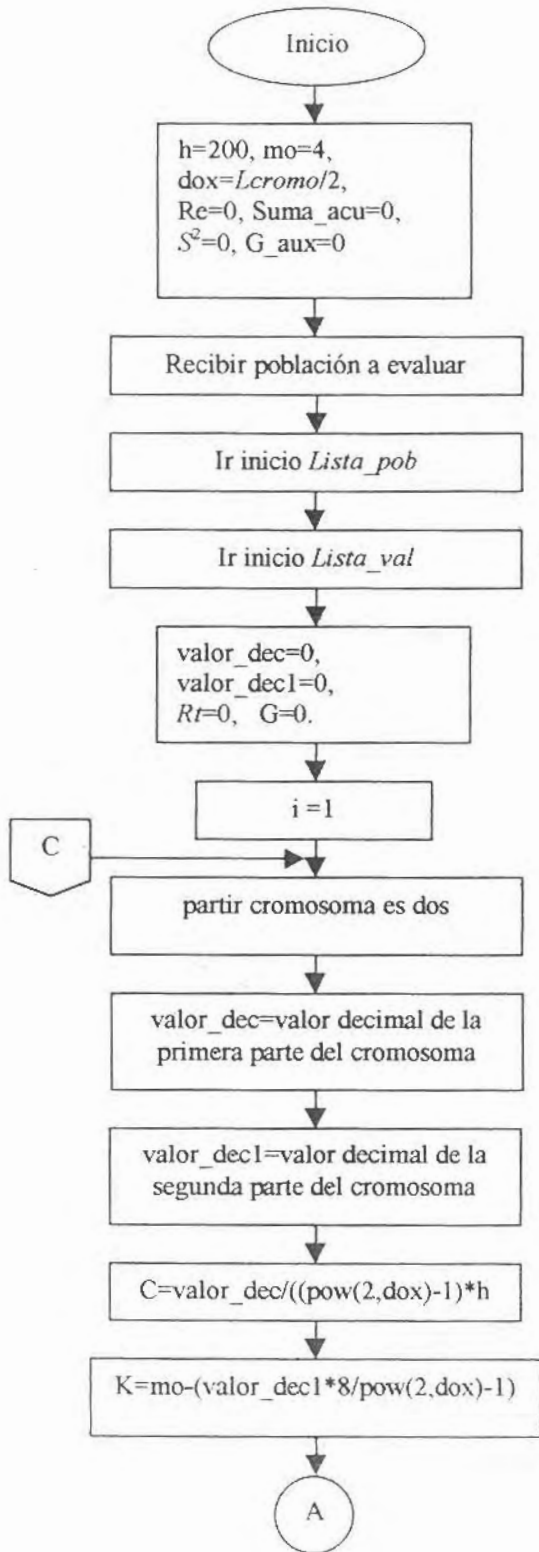 Inicio
h=200, mo=4,
dox=Lcromo/2,
Re=0, Suma_acu=0,
S²=0, G_aux=0
Recibir población a evaluar
Ir inicio Lista_pob
Ir inicio Lista_val
valor_dec=0,
valor_dec1=0,
Rt=0, G=0.
i =1
C
partir cromosoma es dos
valor_dec=valor decimal de la
primera parte del cromosoma
valor_dec1=valor decimal de la
segunda parte del cromosoma
C=valor_dec/((pow(2,dox)-1)*h
K=mo-(valor_dec1*8/pow(2,dox)-1)
A